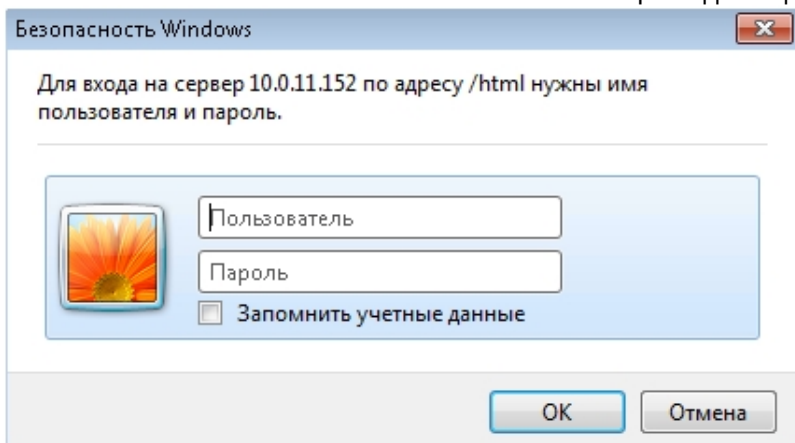 Безопасность Windows
Для входа на сервер 10.0.11.152 по адресу /html нужны имя
пользователя и пароль.
Пользователь
Пароль
Запомнить учетные данные
OK
Отмена